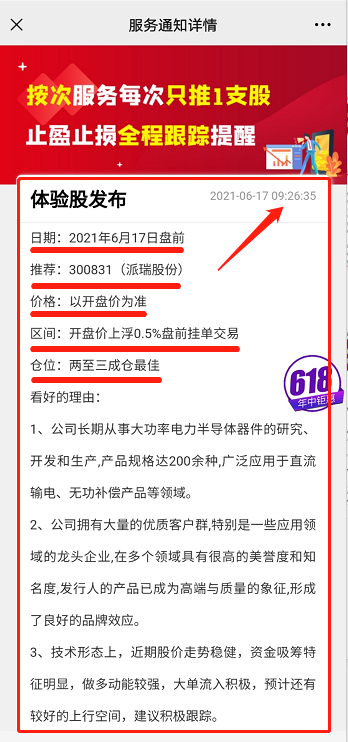 服务通知详情
按次服务每次只推1支股
止盈止损全程跟踪提醒
体验股发布
2021-06-17 09:26:35
日期：2021年6月17日盘前
推荐：300831（派瑞股份）
价格：以开盘价为准
区间：开盘价上浮0.5%盘前挂单交易
仓位：两至三成仓最佳
618
年中钜惠
看好的理由：
1、公司长期从事大功率电力半导体器件的研究、
开发和生产,产品规格达200余种,广泛应用于直流
输电、无功补偿产品等领域。
2、公司拥有大量的优质客户群,特别是一些应用领
域的龙头企业,在多个领域具有很高的美誉度和知
名度,发行人的产品已成为高端与质量的象征,形成
了良好的品牌效应。
3、技术形态上，近期股价走势稳健，资金吸筹特
征明显，做多动能较强，大单流入积极，预计还有
较好的上行空间，建议积极跟踪。